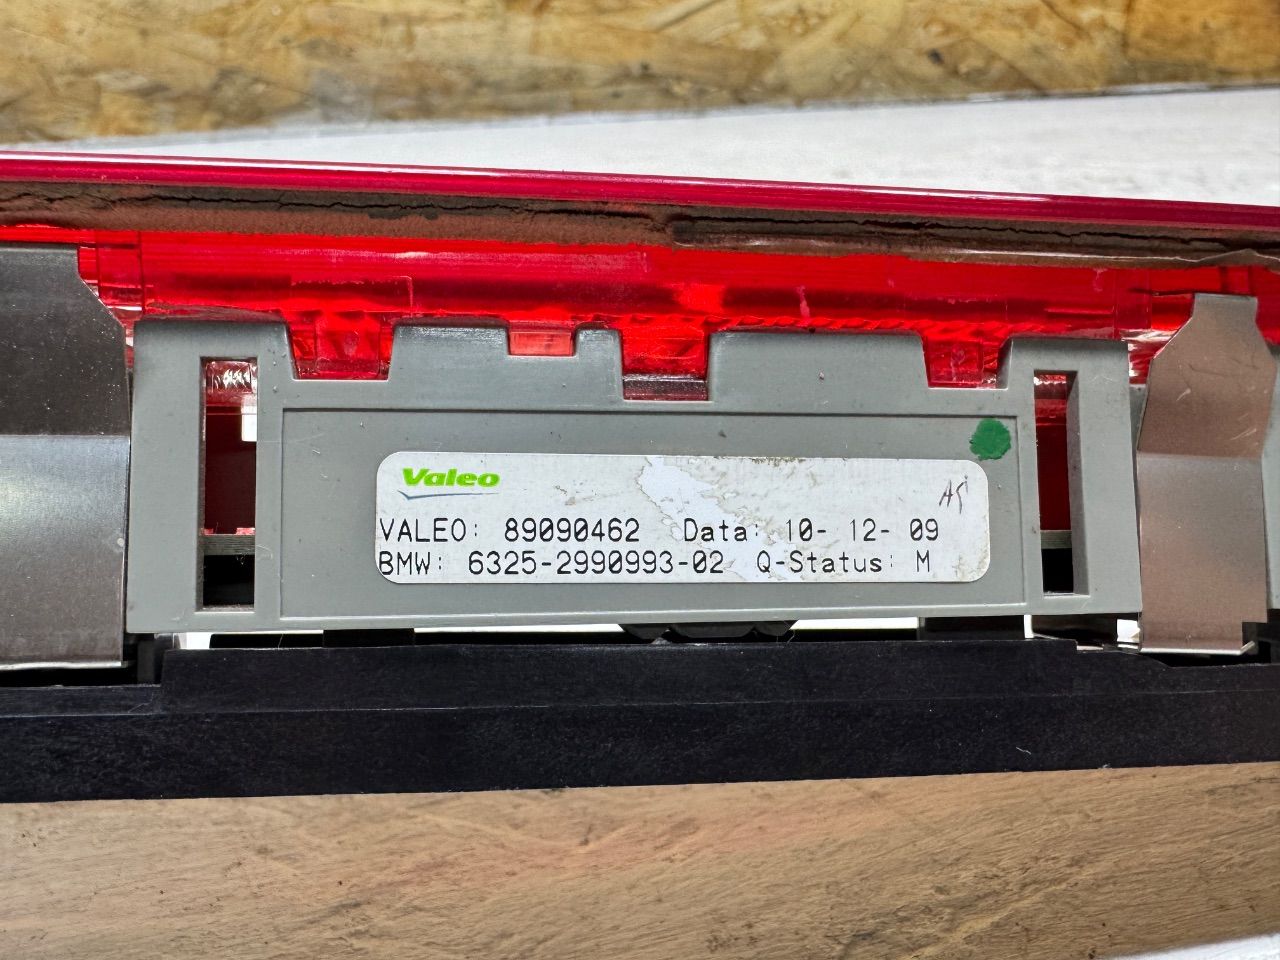 Valeo
VALEO: 89090462 Data: 10- 12- 09
BMW: 6325-2990993-02 Q-Status: M